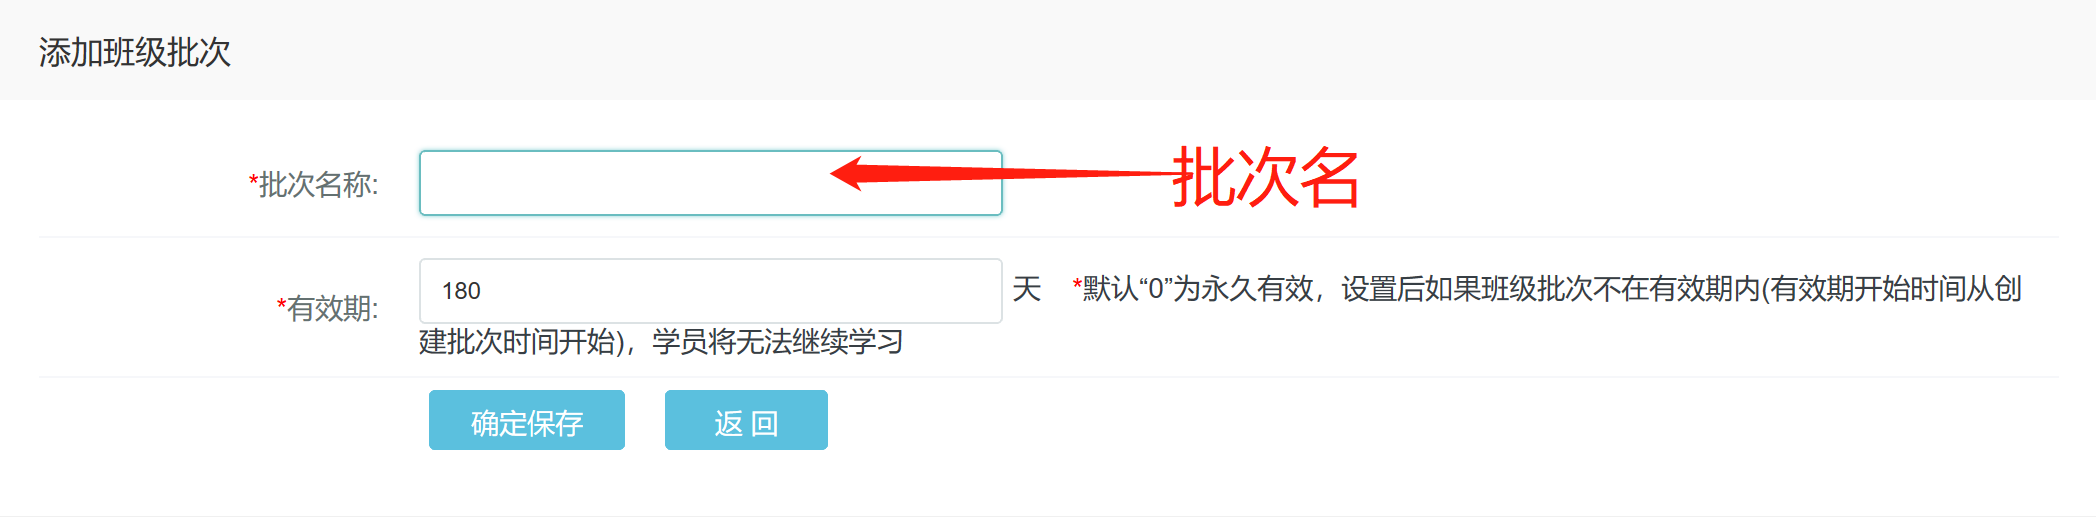 添加班级批次
*批次名称:
批次名
*有效期:
180
天 *默认“0”为永久有效，设置后如果班级批次不在有效期内(有效期开始时间从创
建批次时间开始)，学员将无法继续学习
确定保存
返 回